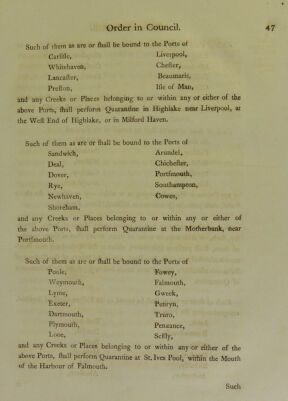 Order in Council. 47
Such of them as are or ſhall be bound to the Ports of
Carliſle, Liverpool,
Whitehaven, Cheſter,
Lancaſter, Beaumaris,
Preſton, Iſle of Man,
and any Creeks or Places belonging to or within any or either of the
above Ports, ſhall perform Quarantine in Highlake near Liverpool, at
the Weſt End of Highlake, or in Milford Haven.
Such of them as are or ſhall be bound to the Ports of
Sandwich, Arundel,
Deal, Chicheſter,
Dover, Portſmouth,
Rye, Southampton,
Newhaven, Cowes,
Shoreham,
and any Creeks or Places belonging to or within any or either of
the above Ports, ſhall perform Quarantine at the Motherbank, near
Portſmouth.
Such of them as are or ſhall be bound to the Ports of
Poole, Fowey,
Weymouth, Falmouth,
Lyme, Gweek,
Exeter, Penryn,
Dartmouth, Truro,
Plymouth, Penzance,
Looe, Scilly,
and any Creeks or Places belonging to or within any or either of the
above Ports, ſhall perform Quarantine at St. Ives Pool, within the Mouth
of the Harbour of Falmouth.
Such